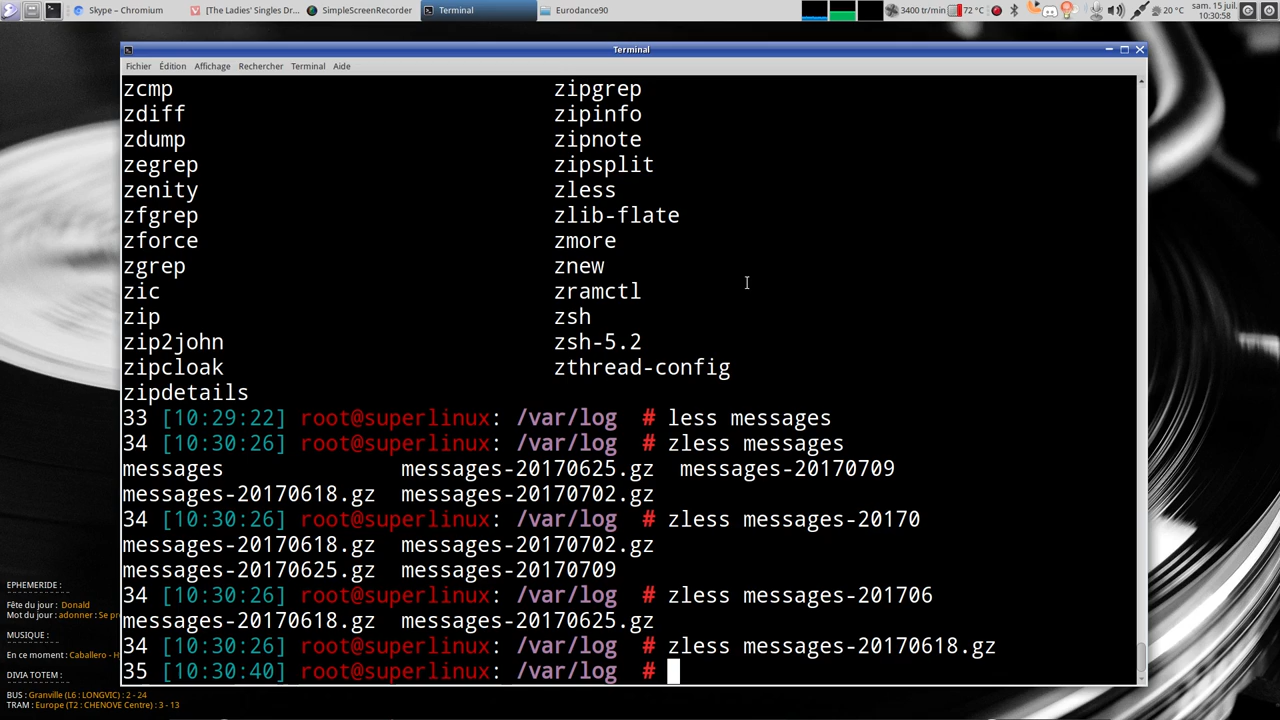 Skype – Chromium
[The Ladies' Singles Dr...
SimpleScreenRecorder
Terminal
Eurodance90
3400 tr/min
72 °C
20 °C
sam. 15 juil.
10:30:58
Terminal
Fichier Édition Affichage Rechercher Terminal Aide
zcmp zipgrep
zdiff zipinfo
zdump zipnote
zegrep zipsplit
zenity zless
zfgrep zlib-flate
zforce zmore
zgrep znew
zic zramctl
zip zsh
zip2john zsh-5.2
zipcloak zthread-config
zipdetails
33 [10:29:22] root@superlinux: /var/log # less messages
34 [10:30:26] root@superlinux: /var/log # zless messages
messages messages-20170625.gz messages-20170709
messages-20170618.gz messages-20170702.gz
34 [10:30:26] root@superlinux: /var/log # zless messages-20170
messages-20170618.gz messages-20170702.gz
messages-20170625.gz messages-20170709
34 [10:30:26] root@superlinux: /var/log # zless messages-201706
messages-20170618.gz messages-20170625.gz
34 [10:30:26] root@superlinux: /var/log # zless messages-20170618.gz
35 [10:30:40] root@superlinux: /var/log #
EPHEMERIDE :
Fête du jour : Donald
Mot du jour : adonner : Se pr
MUSIQUE :
En ce moment : Caballero - H
DIVIA TOTEM :
BUS : Granville (L6 : LONGVIC) : 2 - 24
TRAM : Europe (T2 : CHENOVE Centre) : 3 - 13